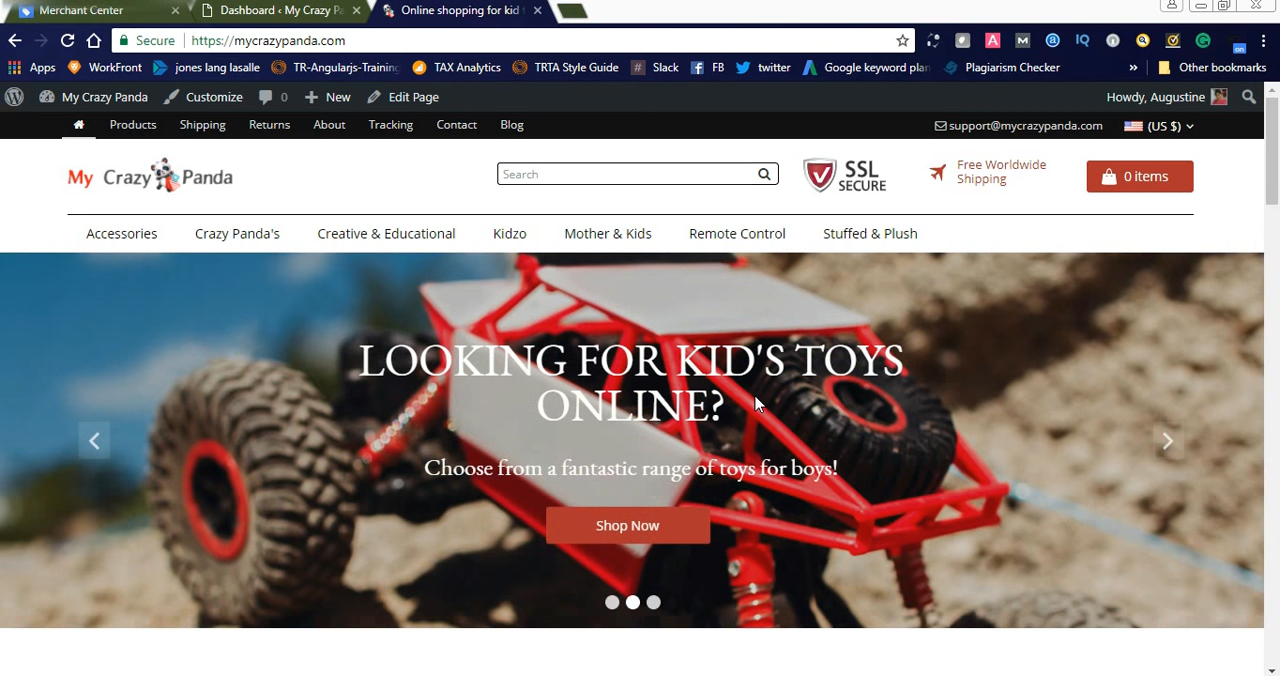 Merchant Center
Dashboard ‹ My Crazy Pa
Online shopping for kid t
Secure https://mycrazypanda.com
M a IQ on
Apps WorkFront jones lang lasalle TR-Angularjs-Training TAX Analytics TRTA Style Guide # Slack FB twitter Google keyword plan Plagiarism Checker » Other bookmarks
My Crazy Panda Customize 0 New Edit Page Howdy, Augustine
Products Shipping Returns About Tracking Contact Blog support@mycrazypanda.com (US $)
My Crazy Panda
Search
SSL
SECURE
Free Worldwide
Shipping
0 items
Accessories Crazy Panda's Creative & Educational Kidzo Mother & Kids Remote Control Stuffed & Plush
LOOKING FOR KID'S TOYS
ONLINE?
Choose from a fantastic range of toys for boys!
Shop Now